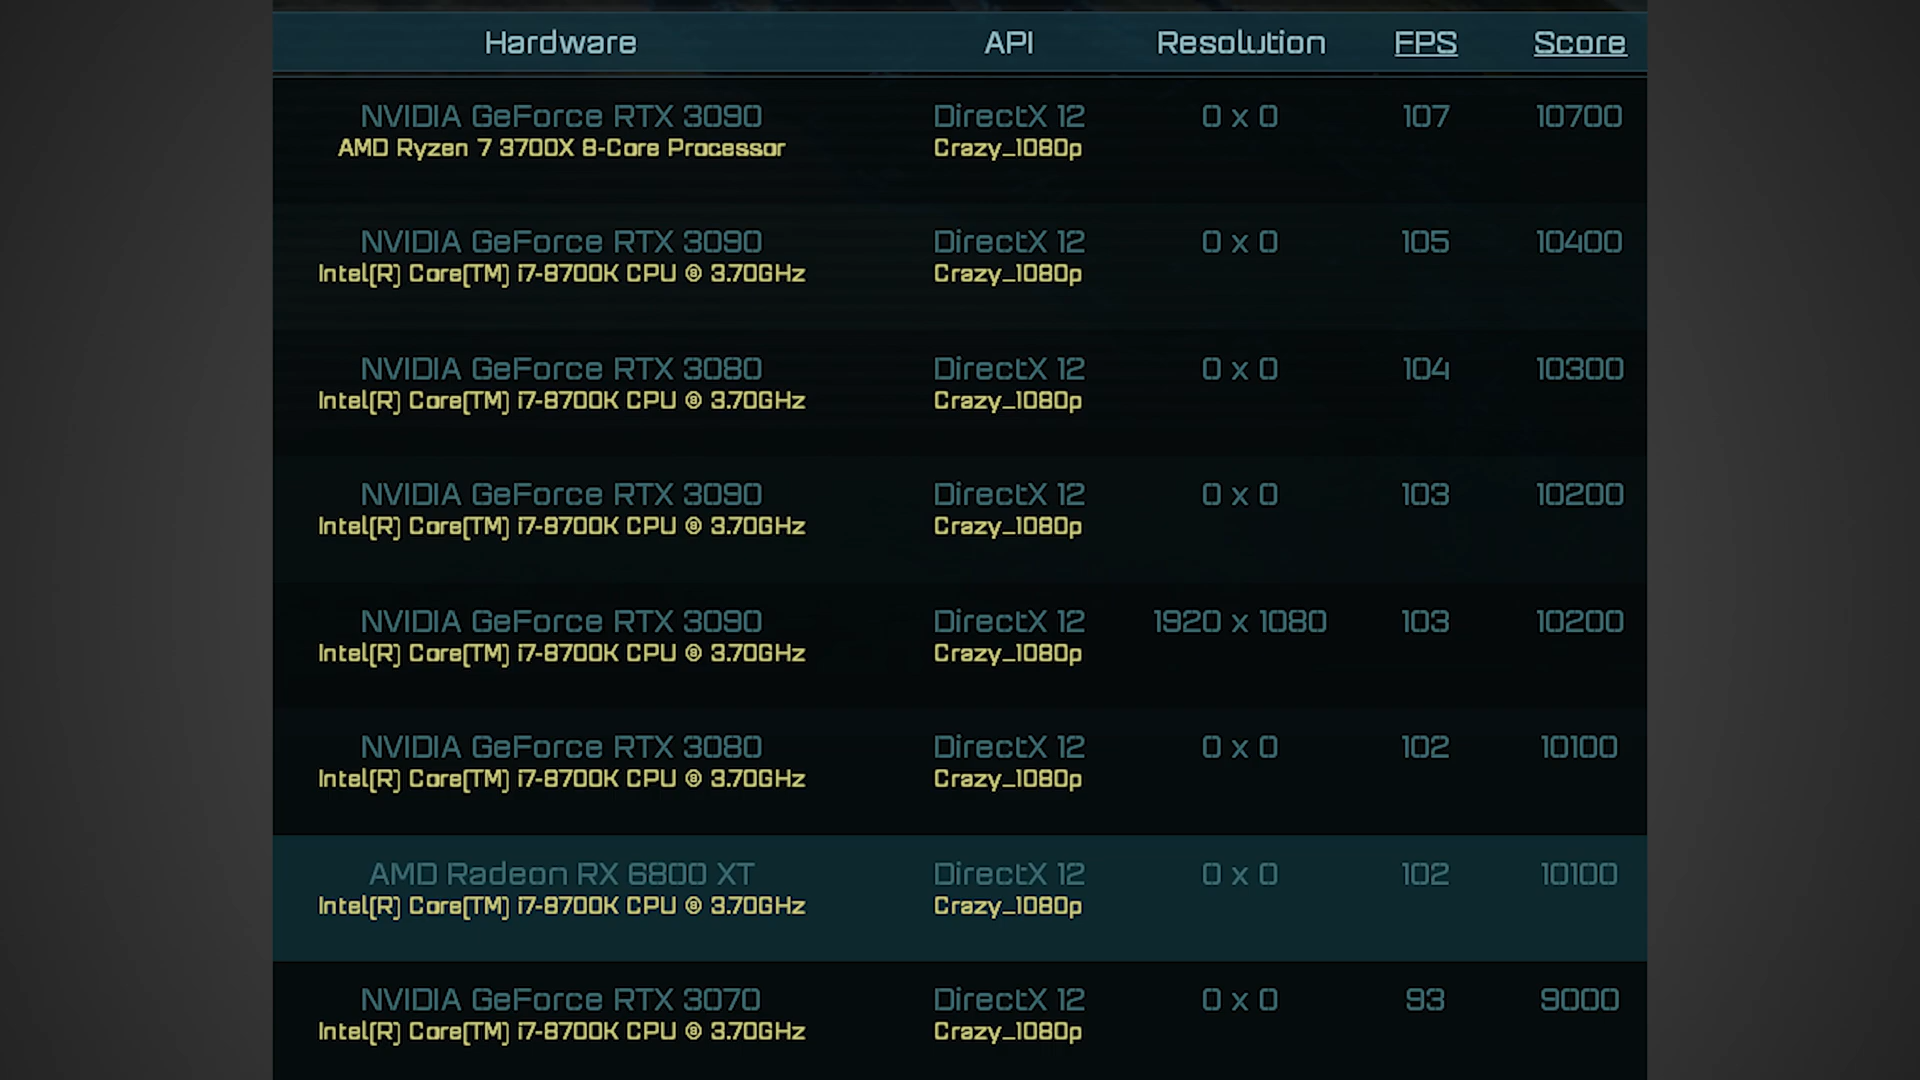 Hardware API Resolution FPS Score
NVIDIA GeForce RTX 3090 DirectX 12 0 x 0 107 10700
AMD Ryzen 7 3700X 8-Core Processor Crazy_1080p
NVIDIA GeForce RTX 3090 DirectX 12 0 x 0 105 10400
Intel(R) Core(TM) i7-8700K CPU @ 3.70GHz Crazy_1080p
NVIDIA GeForce RTX 3080 DirectX 12 0 x 0 104 10300
Intel(R) Core(TM) i7-8700K CPU @ 3.70GHz Crazy_1080p
NVIDIA GeForce RTX 3090 DirectX 12 0 x 0 103 10200
Intel(R) Core(TM) i7-8700K CPU @ 3.70GHz Crazy_1080p
NVIDIA GeForce RTX 3090 DirectX 12 1920 x 1080 103 10200
Intel(R) Core(TM) i7-8700K CPU @ 3.70GHz Crazy_1080p
NVIDIA GeForce RTX 3080 DirectX 12 0 x 0 102 10100
Intel(R) Core(TM) i7-8700K CPU @ 3.70GHz Crazy_1080p
AMD Radeon RX 6800 XT DirectX 12 0 x 0 102 10100
Intel(R) Core(TM) i7-8700K CPU @ 3.70GHz Crazy_1080p
NVIDIA GeForce RTX 3070 DirectX 12 0 x 0 93 9000
Intel(R) Core(TM) i7-8700K CPU @ 3.70GHz Crazy_1080p